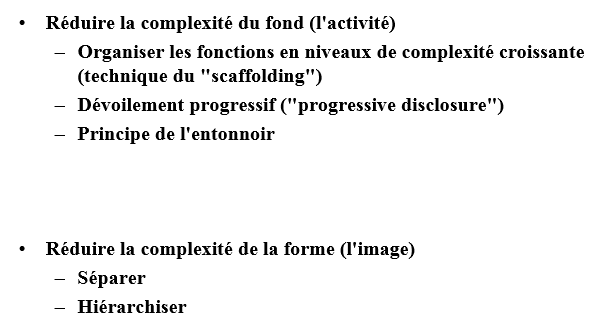 • Réduire la complexité du fond (l'activité)
– Organiser les fonctions en niveaux de complexité croissante
(technique du "scaffolding")
– Dévoilement progressif ("progressive disclosure")
– Principe de l'entonnoir
• Réduire la complexité de la forme (l'image)
– Séparer
– Hiérarchiser